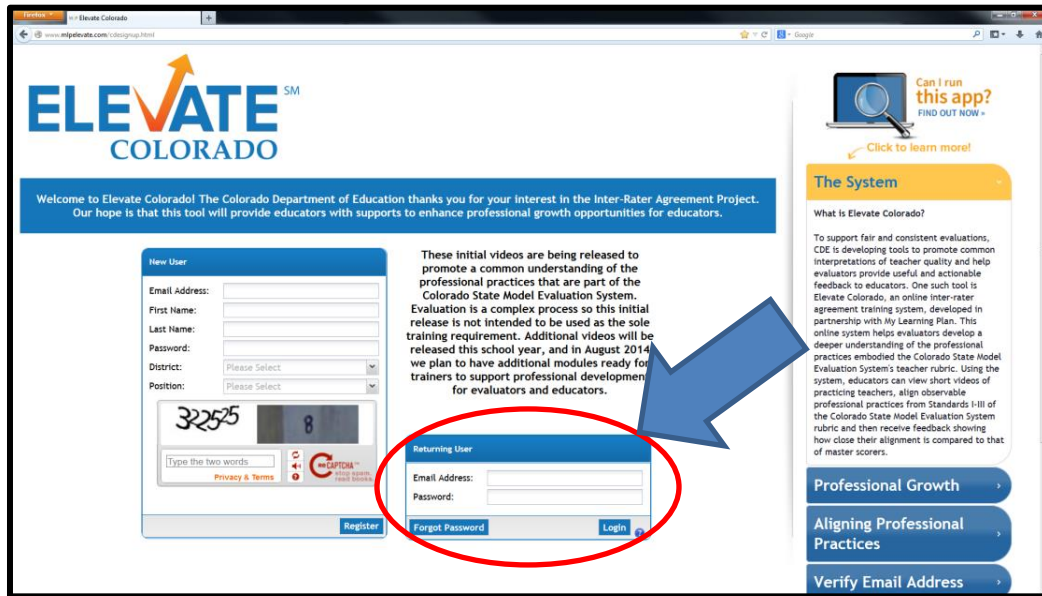 Firefox
Elevate Colorado
www.mlpelevate.com/cdesignup.html
Google
ELEVATE SM
COLORADO
Can I run
this app?
FIND OUT NOW »
Click to learn more!
Welcome to Elevate Colorado! The Colorado Department of Education thanks you for your interest in the Inter-Rater Agreement Project.
Our hope is that this tool will provide educators with supports to enhance professional growth opportunities for educators.
New User
Email Address:
First Name:
Last Name:
Password:
District:
Please Select
Position:
Please Select
322525
8
Type the two words
Privacy & Terms
reCAPTCHA™
stop spam.
read books.
Register
These initial videos are being released to
promote a common understanding of the
professional practices that are part of the
Colorado State Model Evaluation System.
Evaluation is a complex process so this initial
release is not intended to be used as the sole
training requirement. Additional videos will be
released this school year, and in August 2014
we plan to have additional modules ready for
trainers to support professional development
for evaluators and educators.
Returning User
Email Address:
Password:
Forgot Password
Login
?
The System
What is Elevate Colorado?
To support fair and consistent evaluations,
CDE is developing tools to promote common
interpretations of teacher quality and help
evaluators provide useful and actionable
feedback to educators. One such tool is
Elevate Colorado, an online inter-rater
agreement training system, developed in
partnership with My Learning Plan. This
online system helps evaluators develop a
deeper understanding of the professional
practices embodied the Colorado State Model
Evaluation System's teacher rubric. Using the
system, educators can view short videos of
practicing teachers, align observable
professional practices from Standards I-III of
the Colorado State Model Evaluation System
rubric and then receive feedback showing
how close their alignment is compared to that
of master scorers.
Professional Growth
Aligning Professional
Practices
Verify Email Address